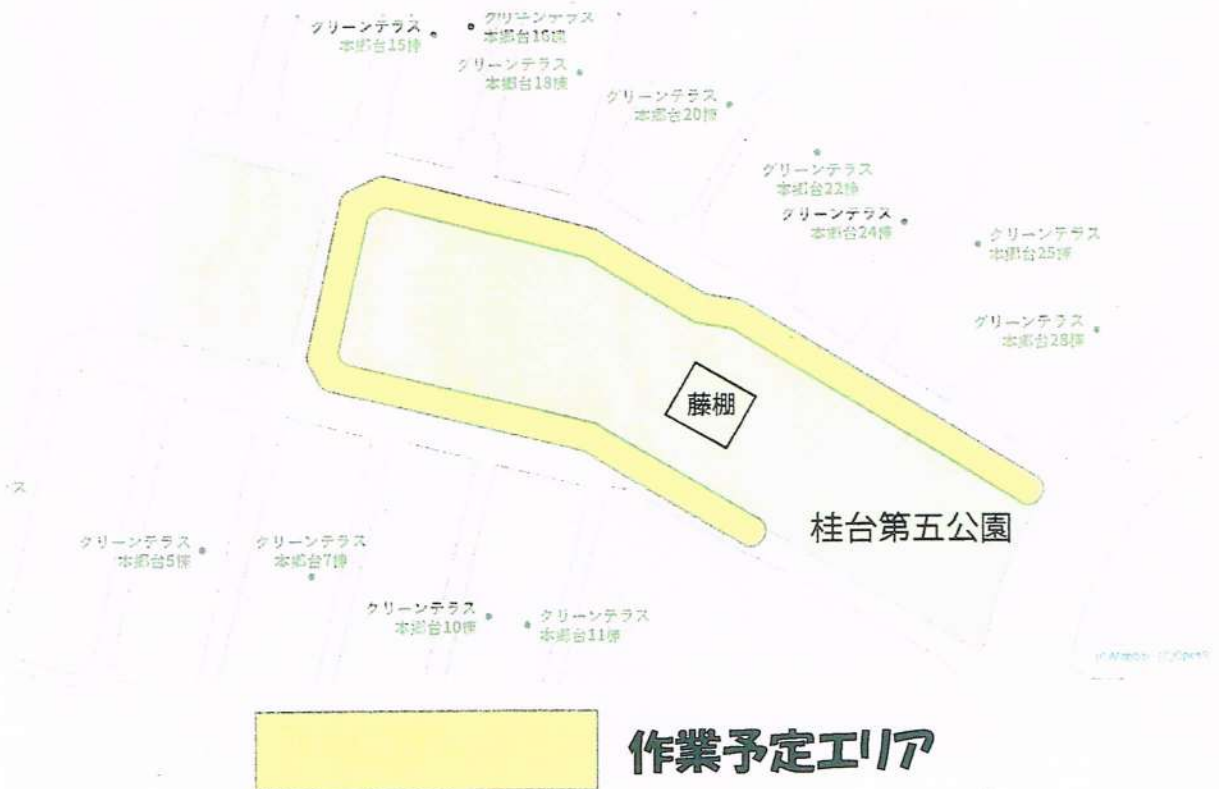 グリーンテラス
本郷台15棟
グリーンテラス
本郷台16棟
グリーンテラス
本郷台18棟
グリーンテラス
本郷台20棟
グリーンテラス
本郷台22棟
グリーンテラス
本郷台24棟
グリーンテラス
本郷台25棟
グリーンテラス
本郷台28棟
藤棚
桂台第五公園
ス
グリーンテラス
本郷台5棟
グリーンテラス
本郷台7棟
グリーンテラス
本郷台10棟
グリーンテラス
本郷台11棟
作業予定エリア